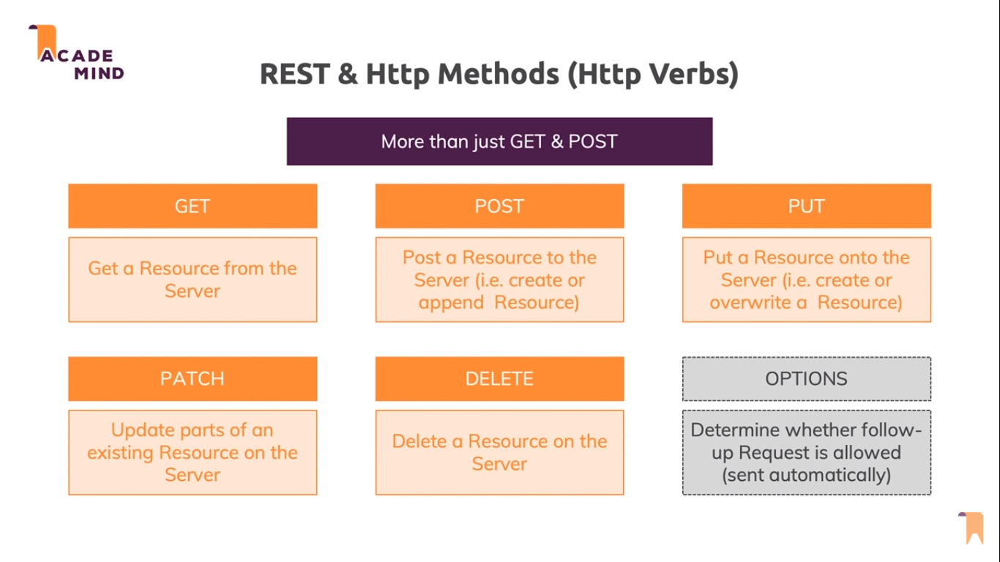 ACADE
MIND
REST & Http Methods (Http Verbs)
More than just GET & POST
GET
Get a Resource from the
Server
POST
Post a Resource to the
Server (i.e. create or
append  Resource)
PUT
Put a Resource onto the
Server (i.e. create or
overwrite a  Resource)
PATCH
Update parts of an
existing Resource on the
Server
DELETE
Delete a Resource on the
Server
OPTIONS
Determine whether follow-
up Request is allowed
(sent automatically)